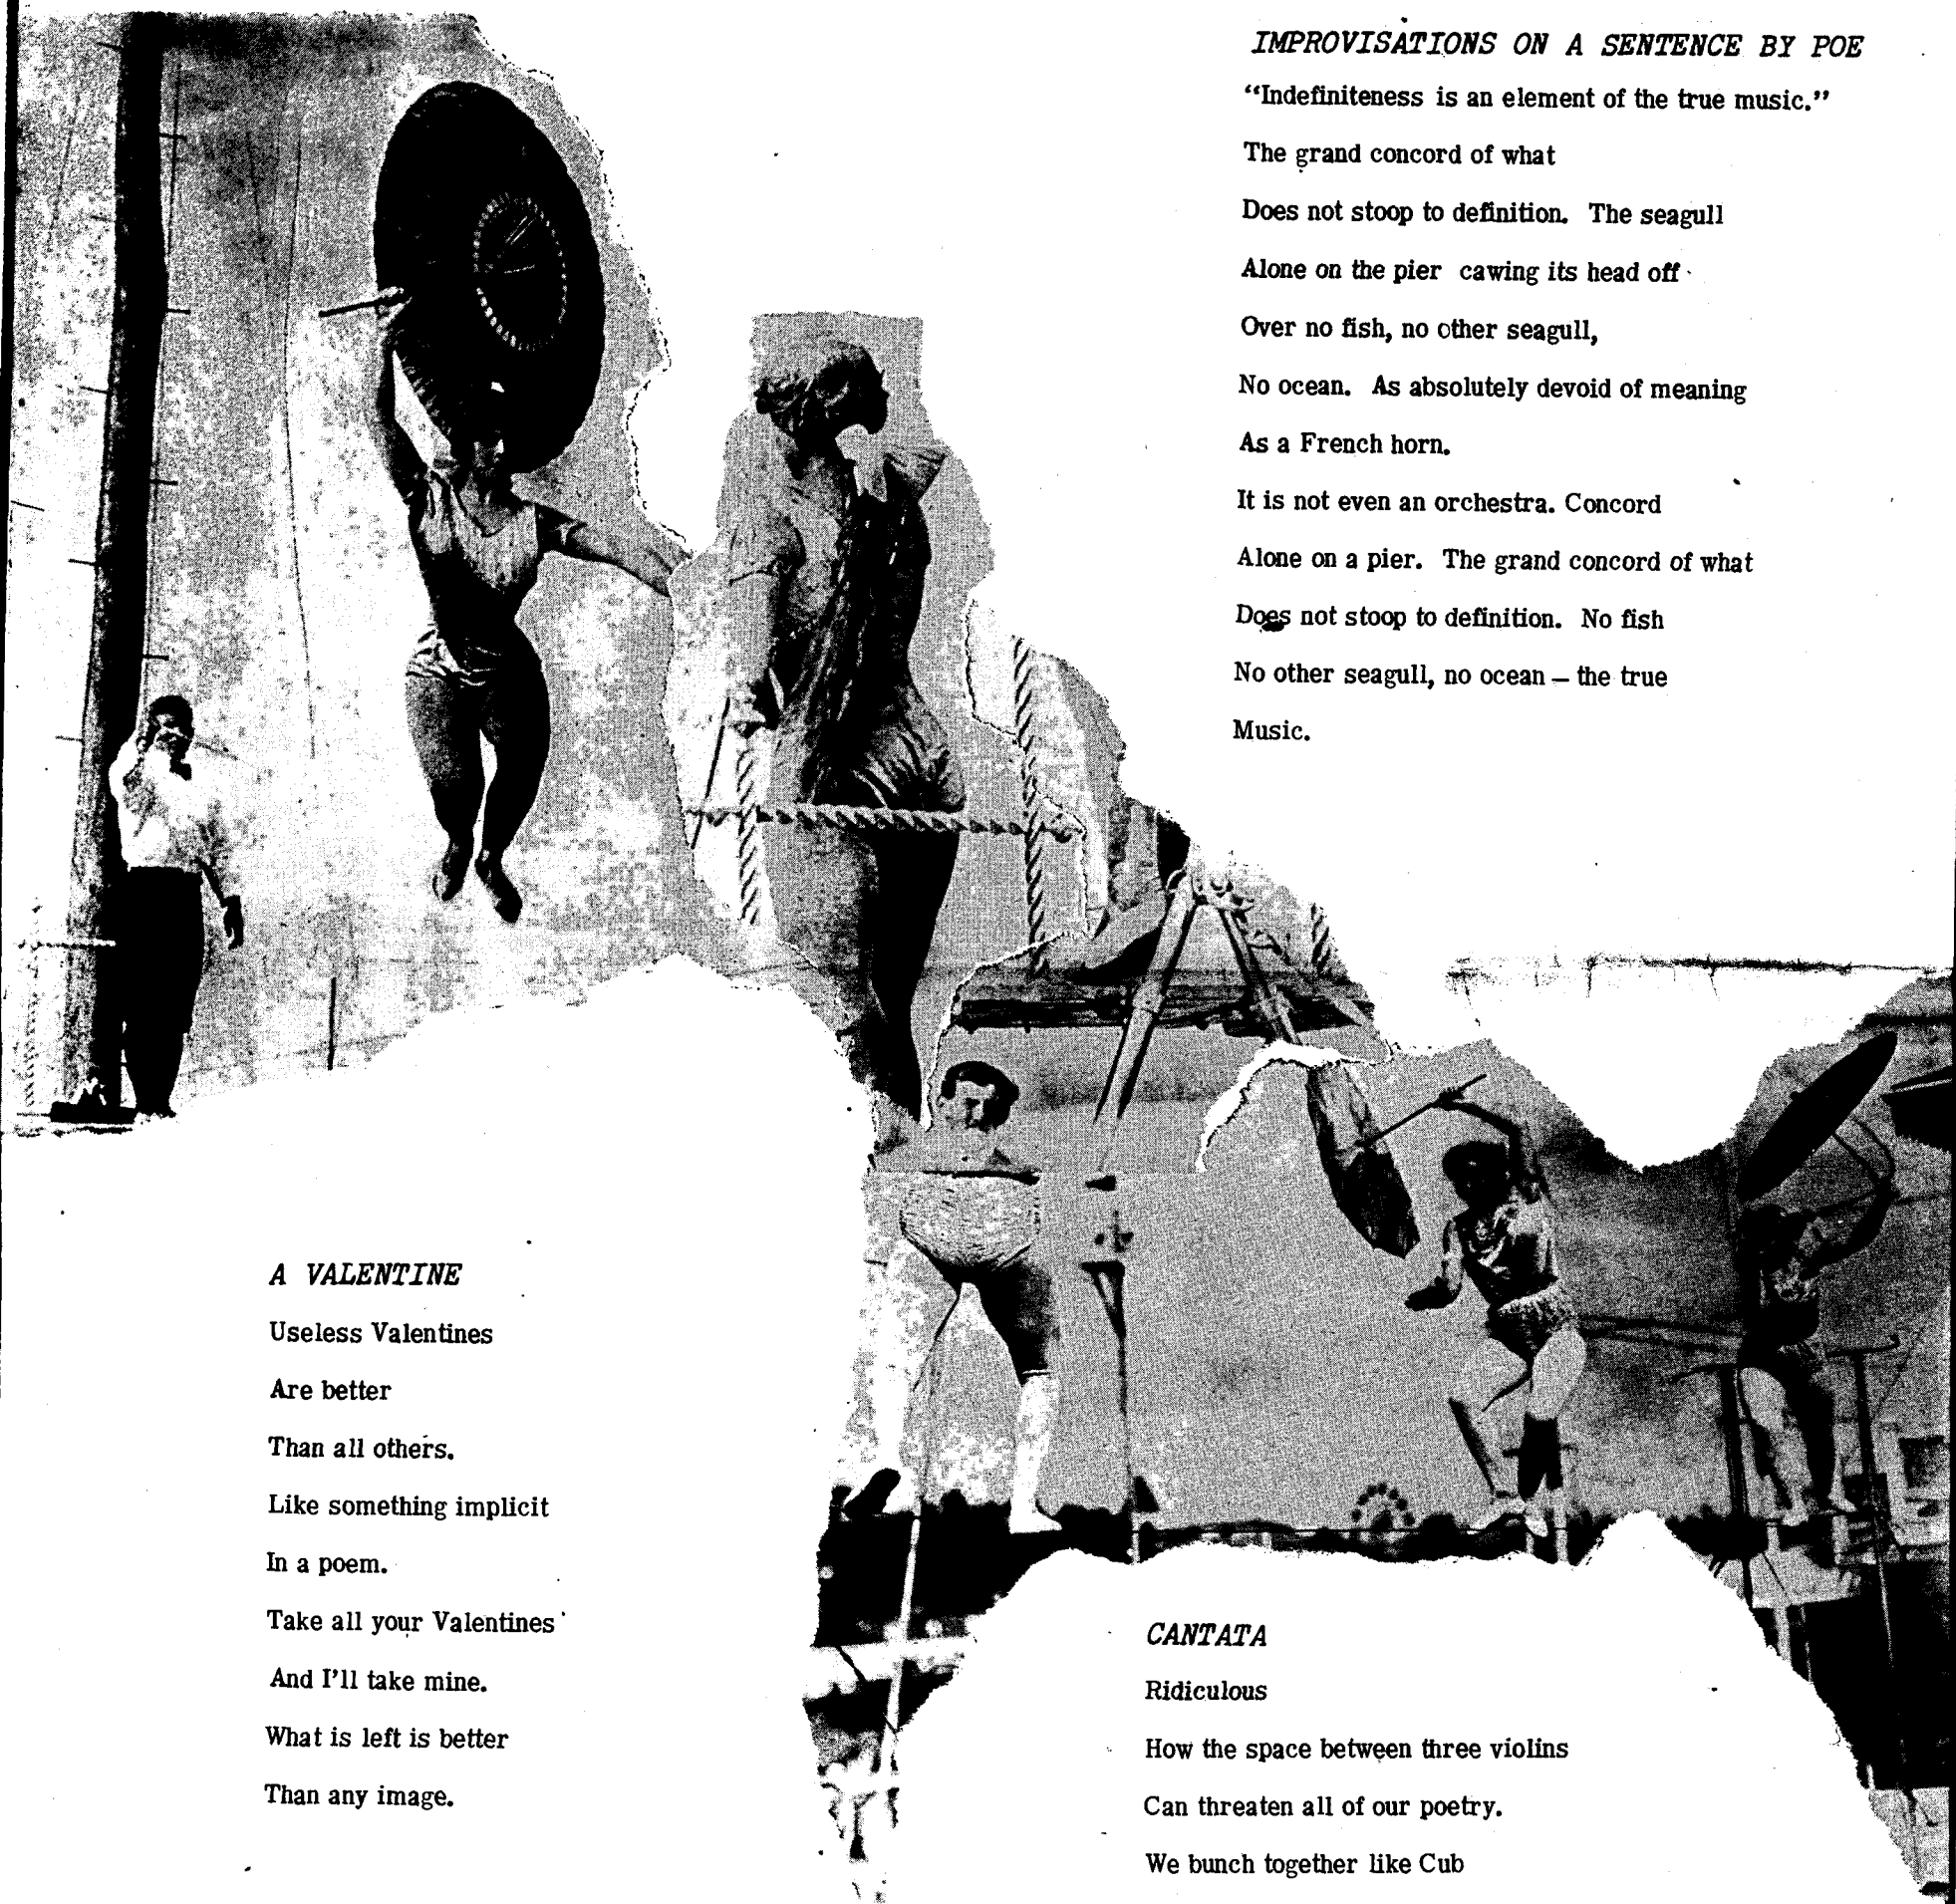 IMPROVISATIONS ON A SENTENCE BY POE
“Indefiniteness is an element of the true music.”
The grand concord of what
Does not stoop to definition. The seagull
Alone on the pier cawing its head off
Over no fish, no other seagull,
No ocean. As absolutely devoid of meaning
As a French horn.
It is not even an orchestra. Concord
Alone on a pier. The grand concord of what
Does not stoop to definition. No fish
No other seagull, no ocean — the true
Music.
A VALENTINE
Useless Valentines
Are better
Than all others.
Like something implicit
In a poem.
Take all your Valentines
And I’ll take mine.
What is left is better
Than any image.
CANTATA
Ridiculous
How the space between three violins
Can threaten all of our poetry.
We bunch together like Cub